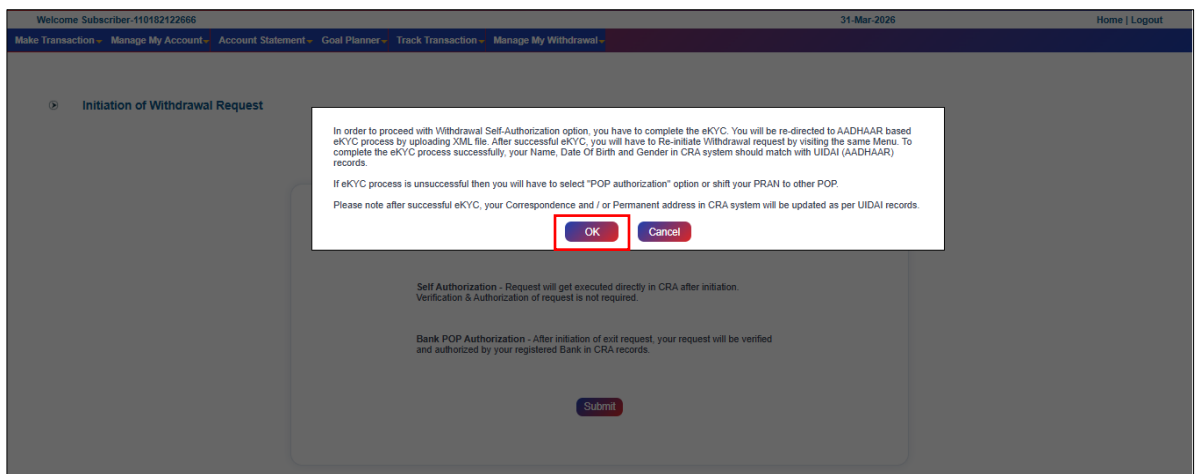 Welcome Subscriber-110182122666 31-Mar-2026 Home | Logout
Make Transaction Manage My Account Account Statement Goal Planner Track Transaction Manage My Withdrawal
Initiation of Withdrawal Request
In order to proceed with Withdrawal Self-Authorization option, you have to complete the eKYC. You will be re-directed to AADHAAR based
eKYC process by uploading XML file. After successful eKYC, you will have to Re-initiate Withdrawal request by visiting the same Menu. To
complete the eKYC process successfully, your Name, Date Of Birth and Gender in CRA system should match with UIDAI (AADHAAR)
records.
If eKYC process is unsuccessful then you will have to select "POP authorization" option or shift your PRAN to other POP.
Please note after successful eKYC, your Correspondence and / or Permanent address in CRA system will be updated as per UIDAI records.
OK Cancel
Self Authorization - Request will get executed directly in CRA after initiation.
Verification & Authorization of request is not required.
Bank POP Authorization - After initiation of exit request, your request will be verified
and authorized by your registered Bank in CRA records.
Submit